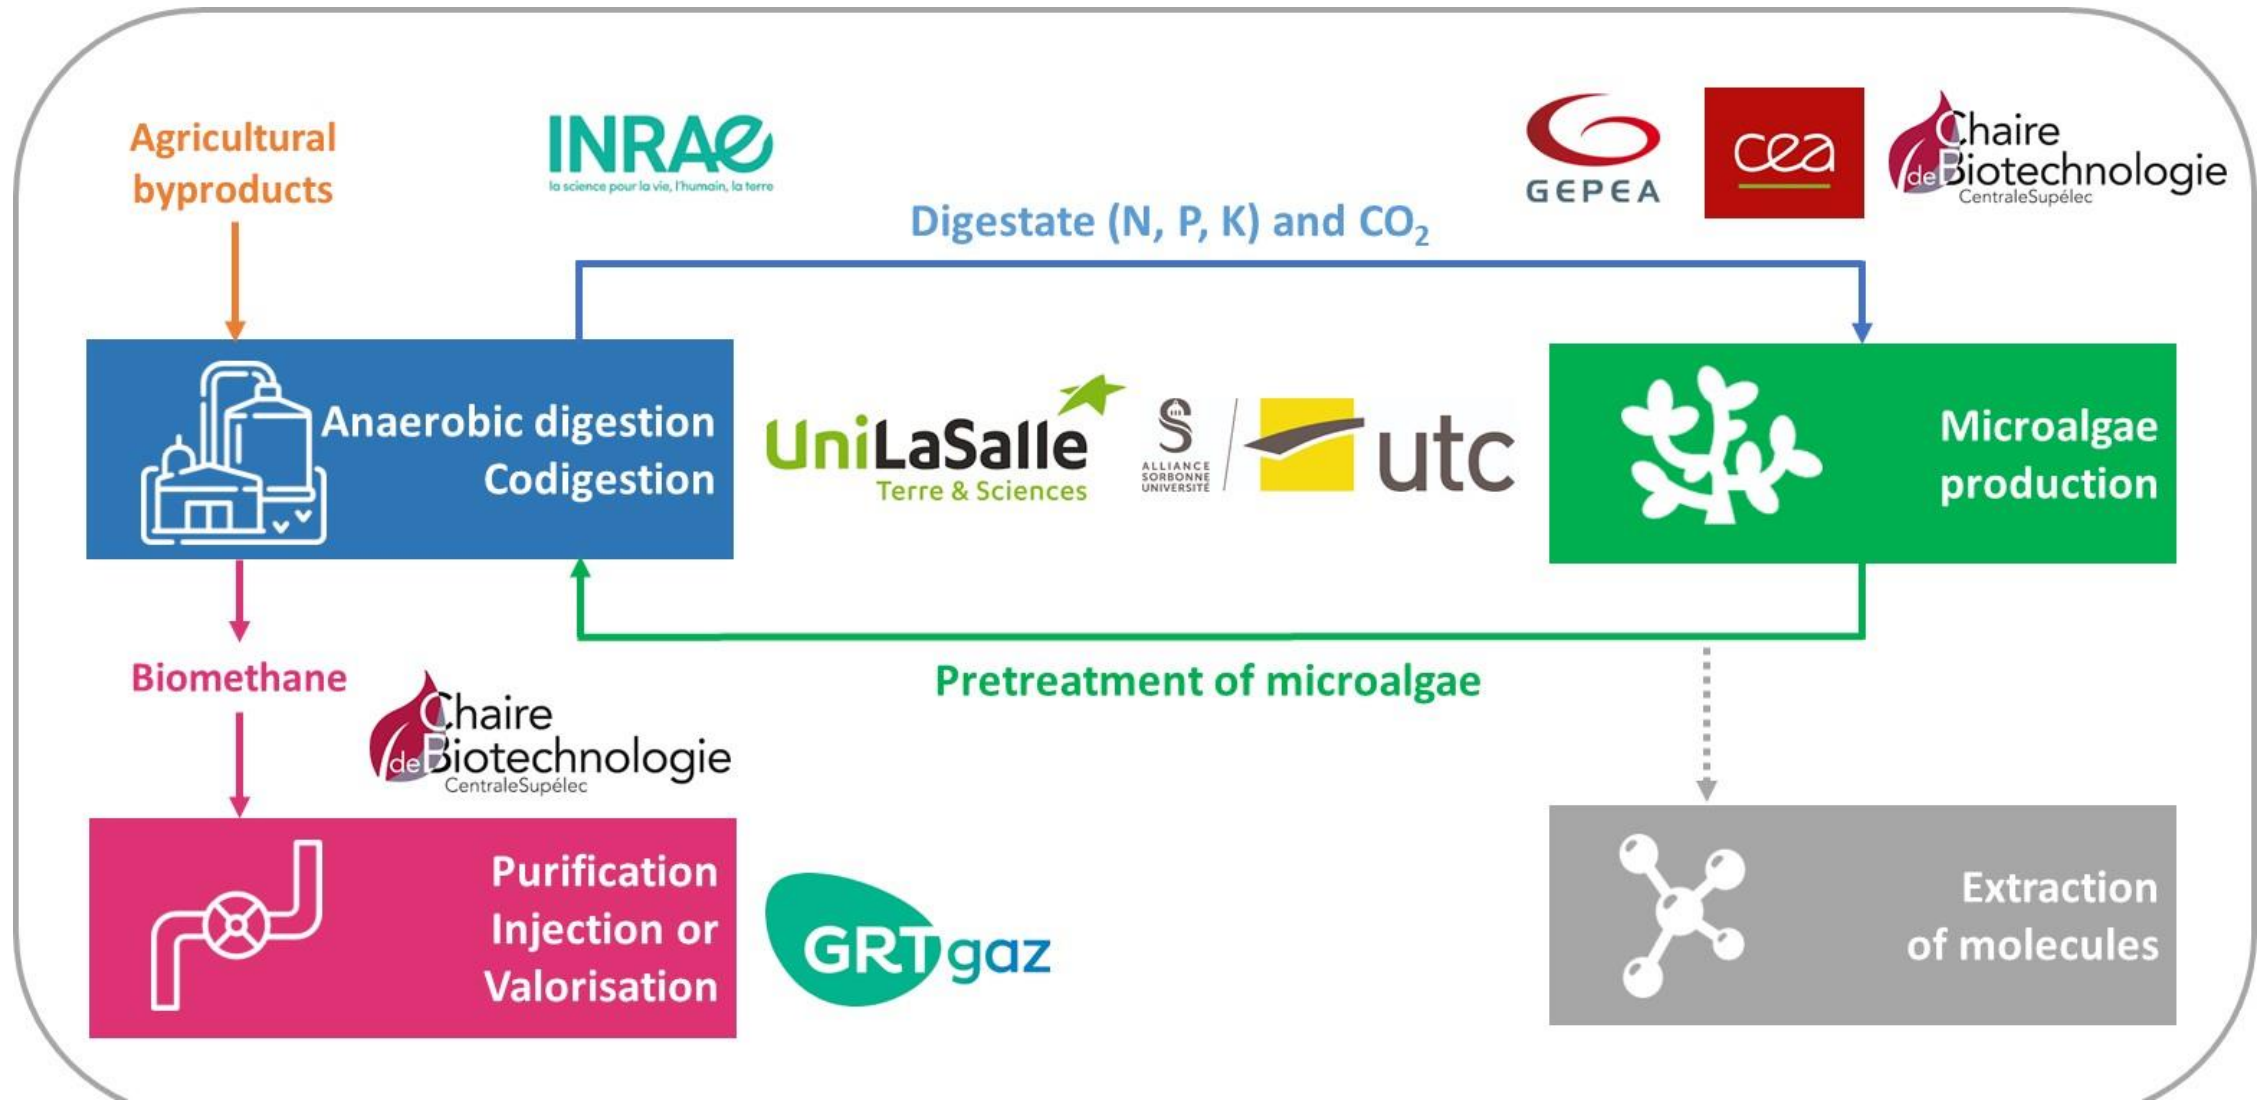 Agricultural
byproducts
INRAE
la science pour la vie, l'humain, la terre
Digestate (N, P, K) and CO₂
GEPEA
cea
Chaire
de Biotechnologie
CentraleSupélec
Anaerobic digestion
Codigestion
UniLaSalle
Terre & Sciences
ALLIANCE
SORBONNE
UNIVERSITÉ
utc
Microalgae
production
Biomethane
Chaire
de Biotechnologie
CentraleSupélec
Pretreatment of microalgae
Purification
Injection or
Valorisation
GRTgaz
Extraction
of molecules